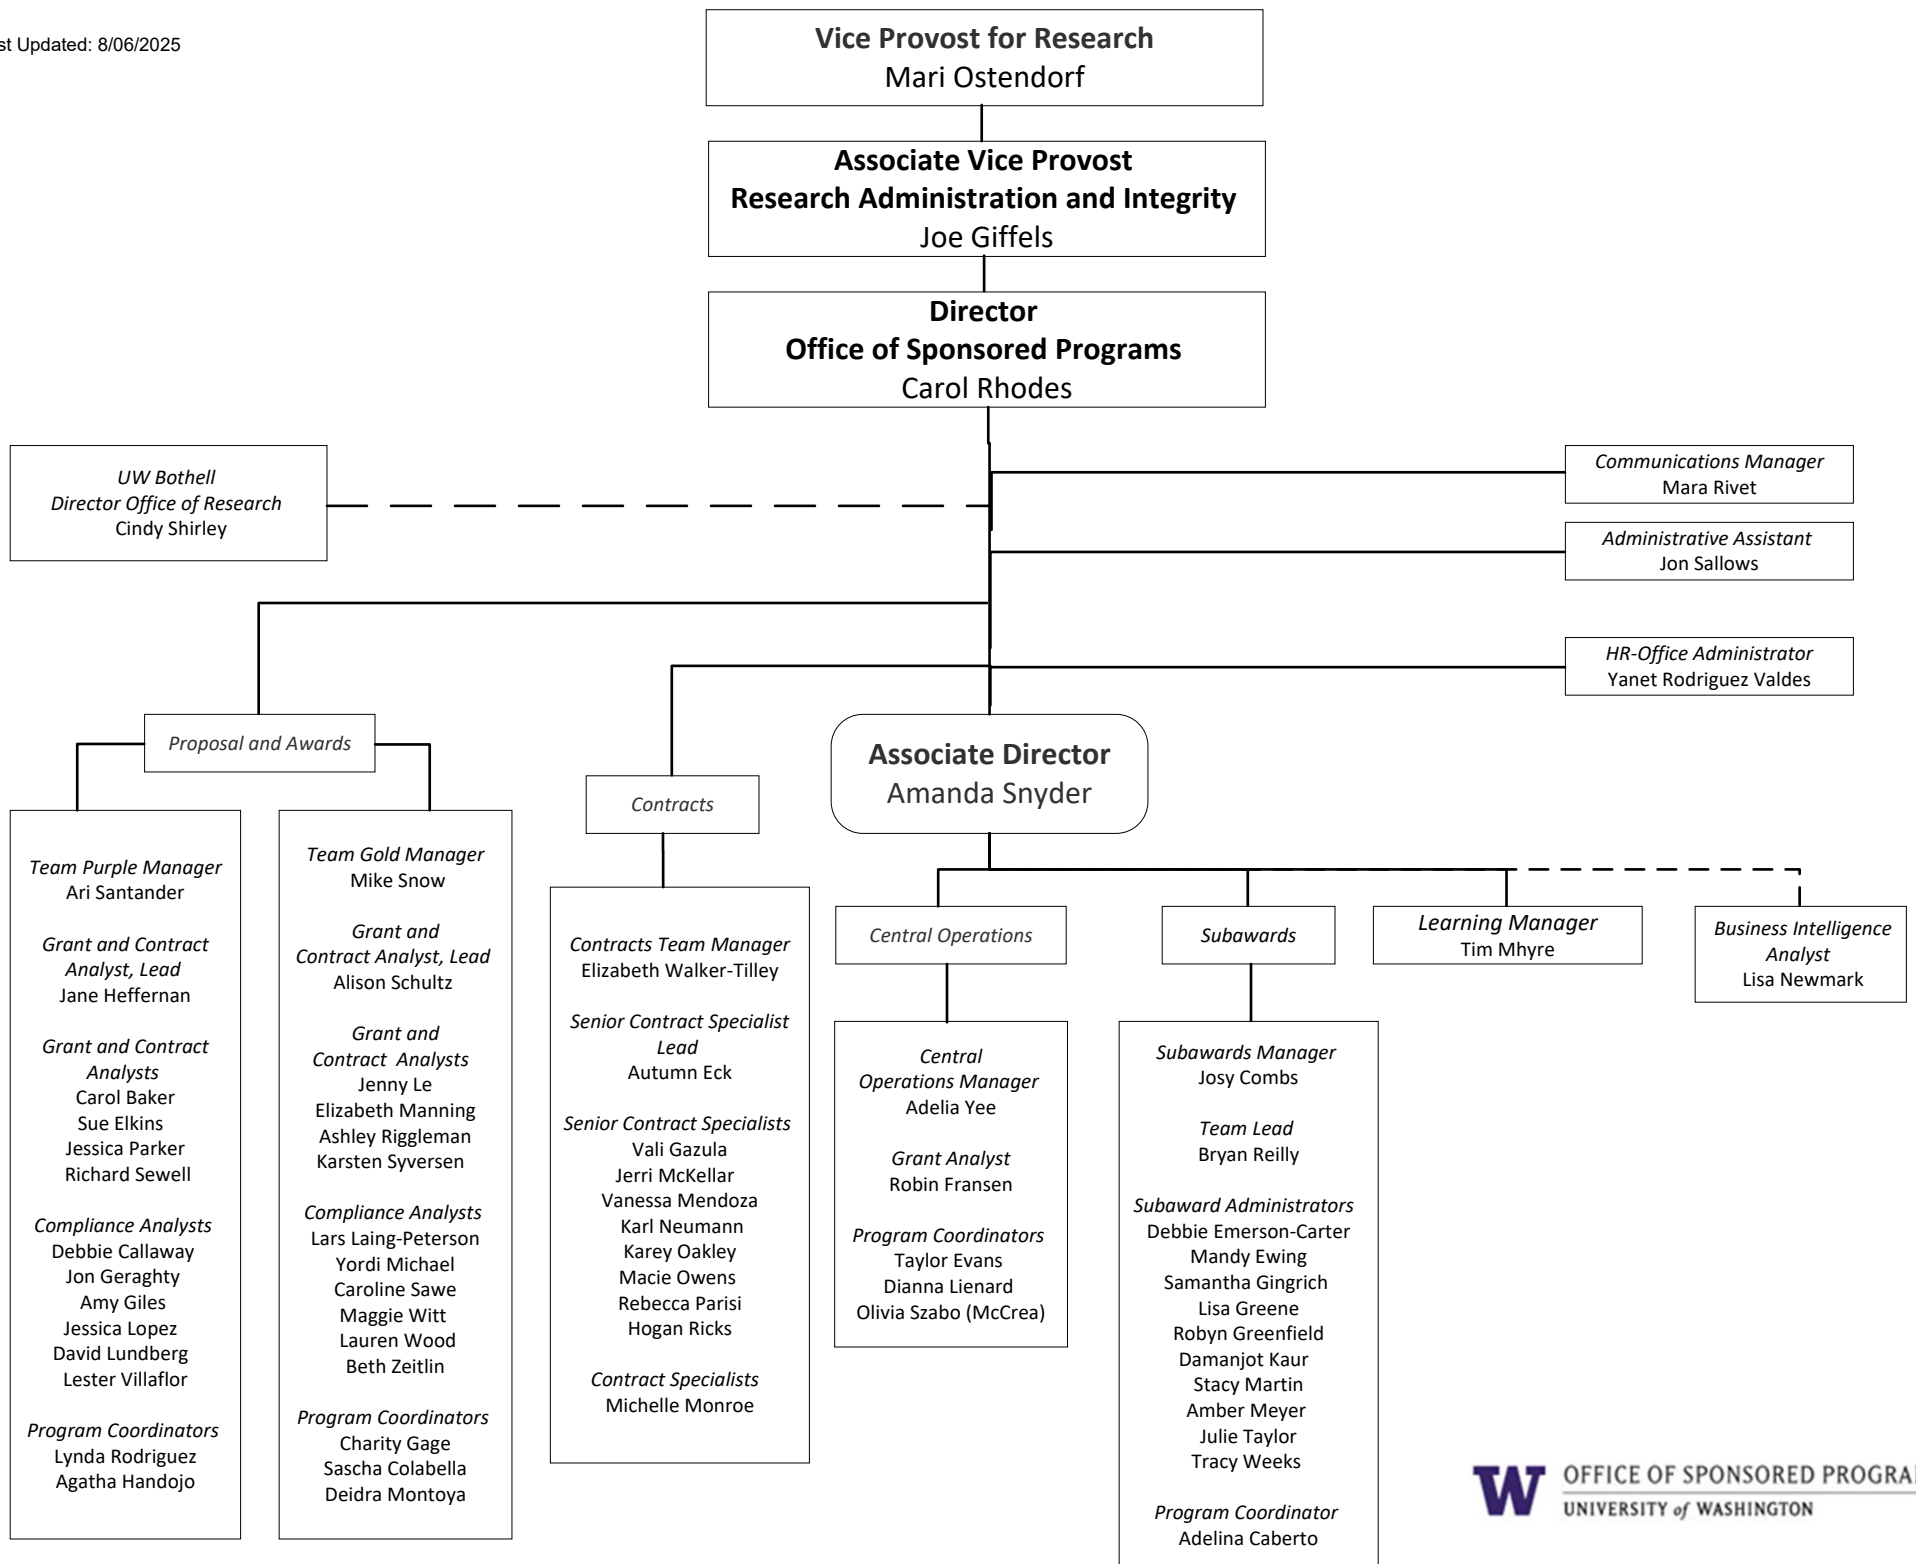 st Updated: 8/06/2025
Vice Provost for Research
Mari Ostendorf
Associate Vice Provost
Research Administration and Integrity
Joe Giffels
Director
Office of Sponsored Programs
Carol Rhodes
UW Bothell
Director Office of Research
Cindy Shirley
Communications Manager
Mara Rivet
Administrative Assistant
Jon Sallows
HR-Office Administrator
Yanet Rodriguez Valdes
Proposal and Awards
Contracts
Associate Director
Amanda Snyder
Team Purple Manager
Ari Santander
Grant and Contract
Analyst, Lead
Jane Heffernan
Grant and Contract
Analysts
Carol Baker
Sue Elkins
Jessica Parker
Richard Sewell
Compliance Analysts
Debbie Callaway
Jon Geraghty
Amy Giles
Jessica Lopez
David Lundberg
Lester Villaflor
Program Coordinators
Lynda Rodriguez
Agatha Handojo
Team Gold Manager
Mike Snow
Grant and
Contract Analyst, Lead
Alison Schultz
Grant and
Contract  Analysts
Jenny Le
Elizabeth Manning
Ashley Riggleman
Karsten Syversen
Compliance Analysts
Lars Laing-Peterson
Yordi Michael
Caroline Sawe
Maggie Witt
Lauren Wood
Beth Zeitlin
Program Coordinators
Charity Gage
Sascha Colabella
Deidra Montoya
Contracts Team Manager
Elizabeth Walker-Tilley
Senior Contract Specialist
Lead
Autumn Eck
Senior Contract Specialists
Vali Gazula
Jerri McKellar
Vanessa Mendoza
Karl Neumann
Karey Oakley
Macie Owens
Rebecca Parisi
Hogan Ricks
Contract Specialists
Michelle Monroe
Central Operations
Central
Operations Manager
Adelia Yee
Grant Analyst
Robin Fransen
Program Coordinators
Taylor Evans
Dianna Lienard
Olivia Szabo (McCrea)
Subawards
Subawards Manager
Josy Combs
Team Lead
Bryan Reilly
Subaward Administrators
Debbie Emerson-Carter
Mandy Ewing
Samantha Gingrich
Lisa Greene
Robyn Greenfield
Damanjot Kaur
Stacy Martin
Amber Meyer
Julie Taylor
Tracy Weeks
Program Coordinator
Adelina Caberto
Learning Manager
Tim Mhyre
Business Intelligence
Analyst
Lisa Newmark
W OFFICE OF SPONSORED PROGRA
UNIVERSITY of WASHINGTON